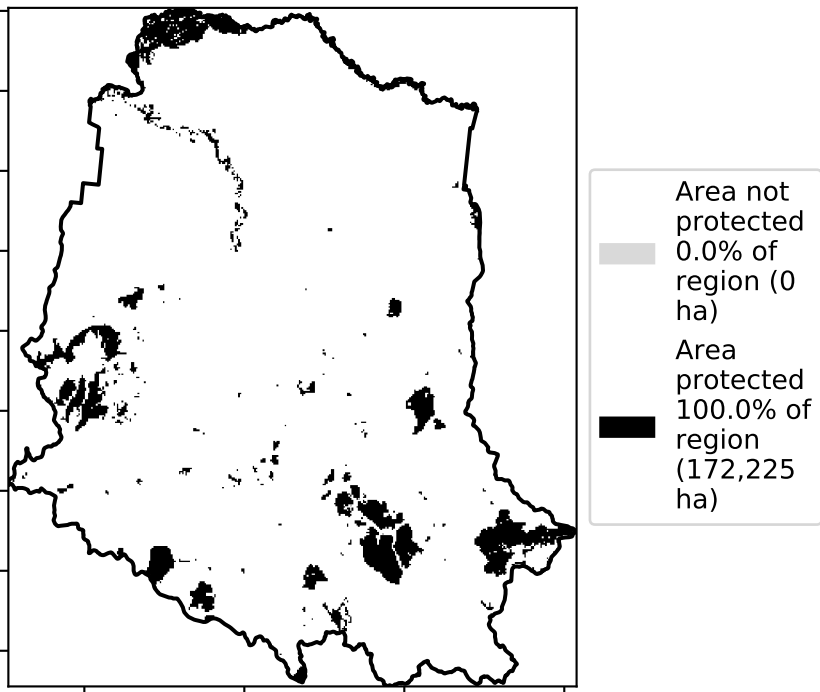 Area not
protected
0.0% of
region (0
ha)
Area
protected
100.0% of
region
(172,225
ha)